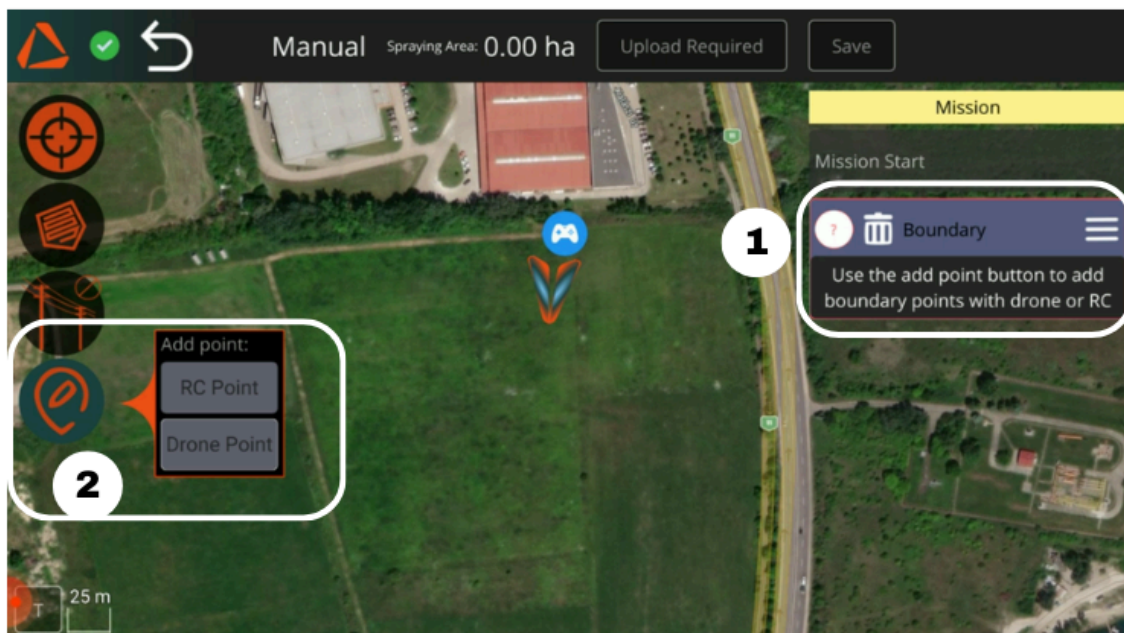 Manual Spraying Area: 0.00 ha Upload Required Save
Mission
Mission Start
1
? Boundary
Use the add point button to add
boundary points with drone or RC
Add point:
RC Point
Drone Point
2
T 25 m